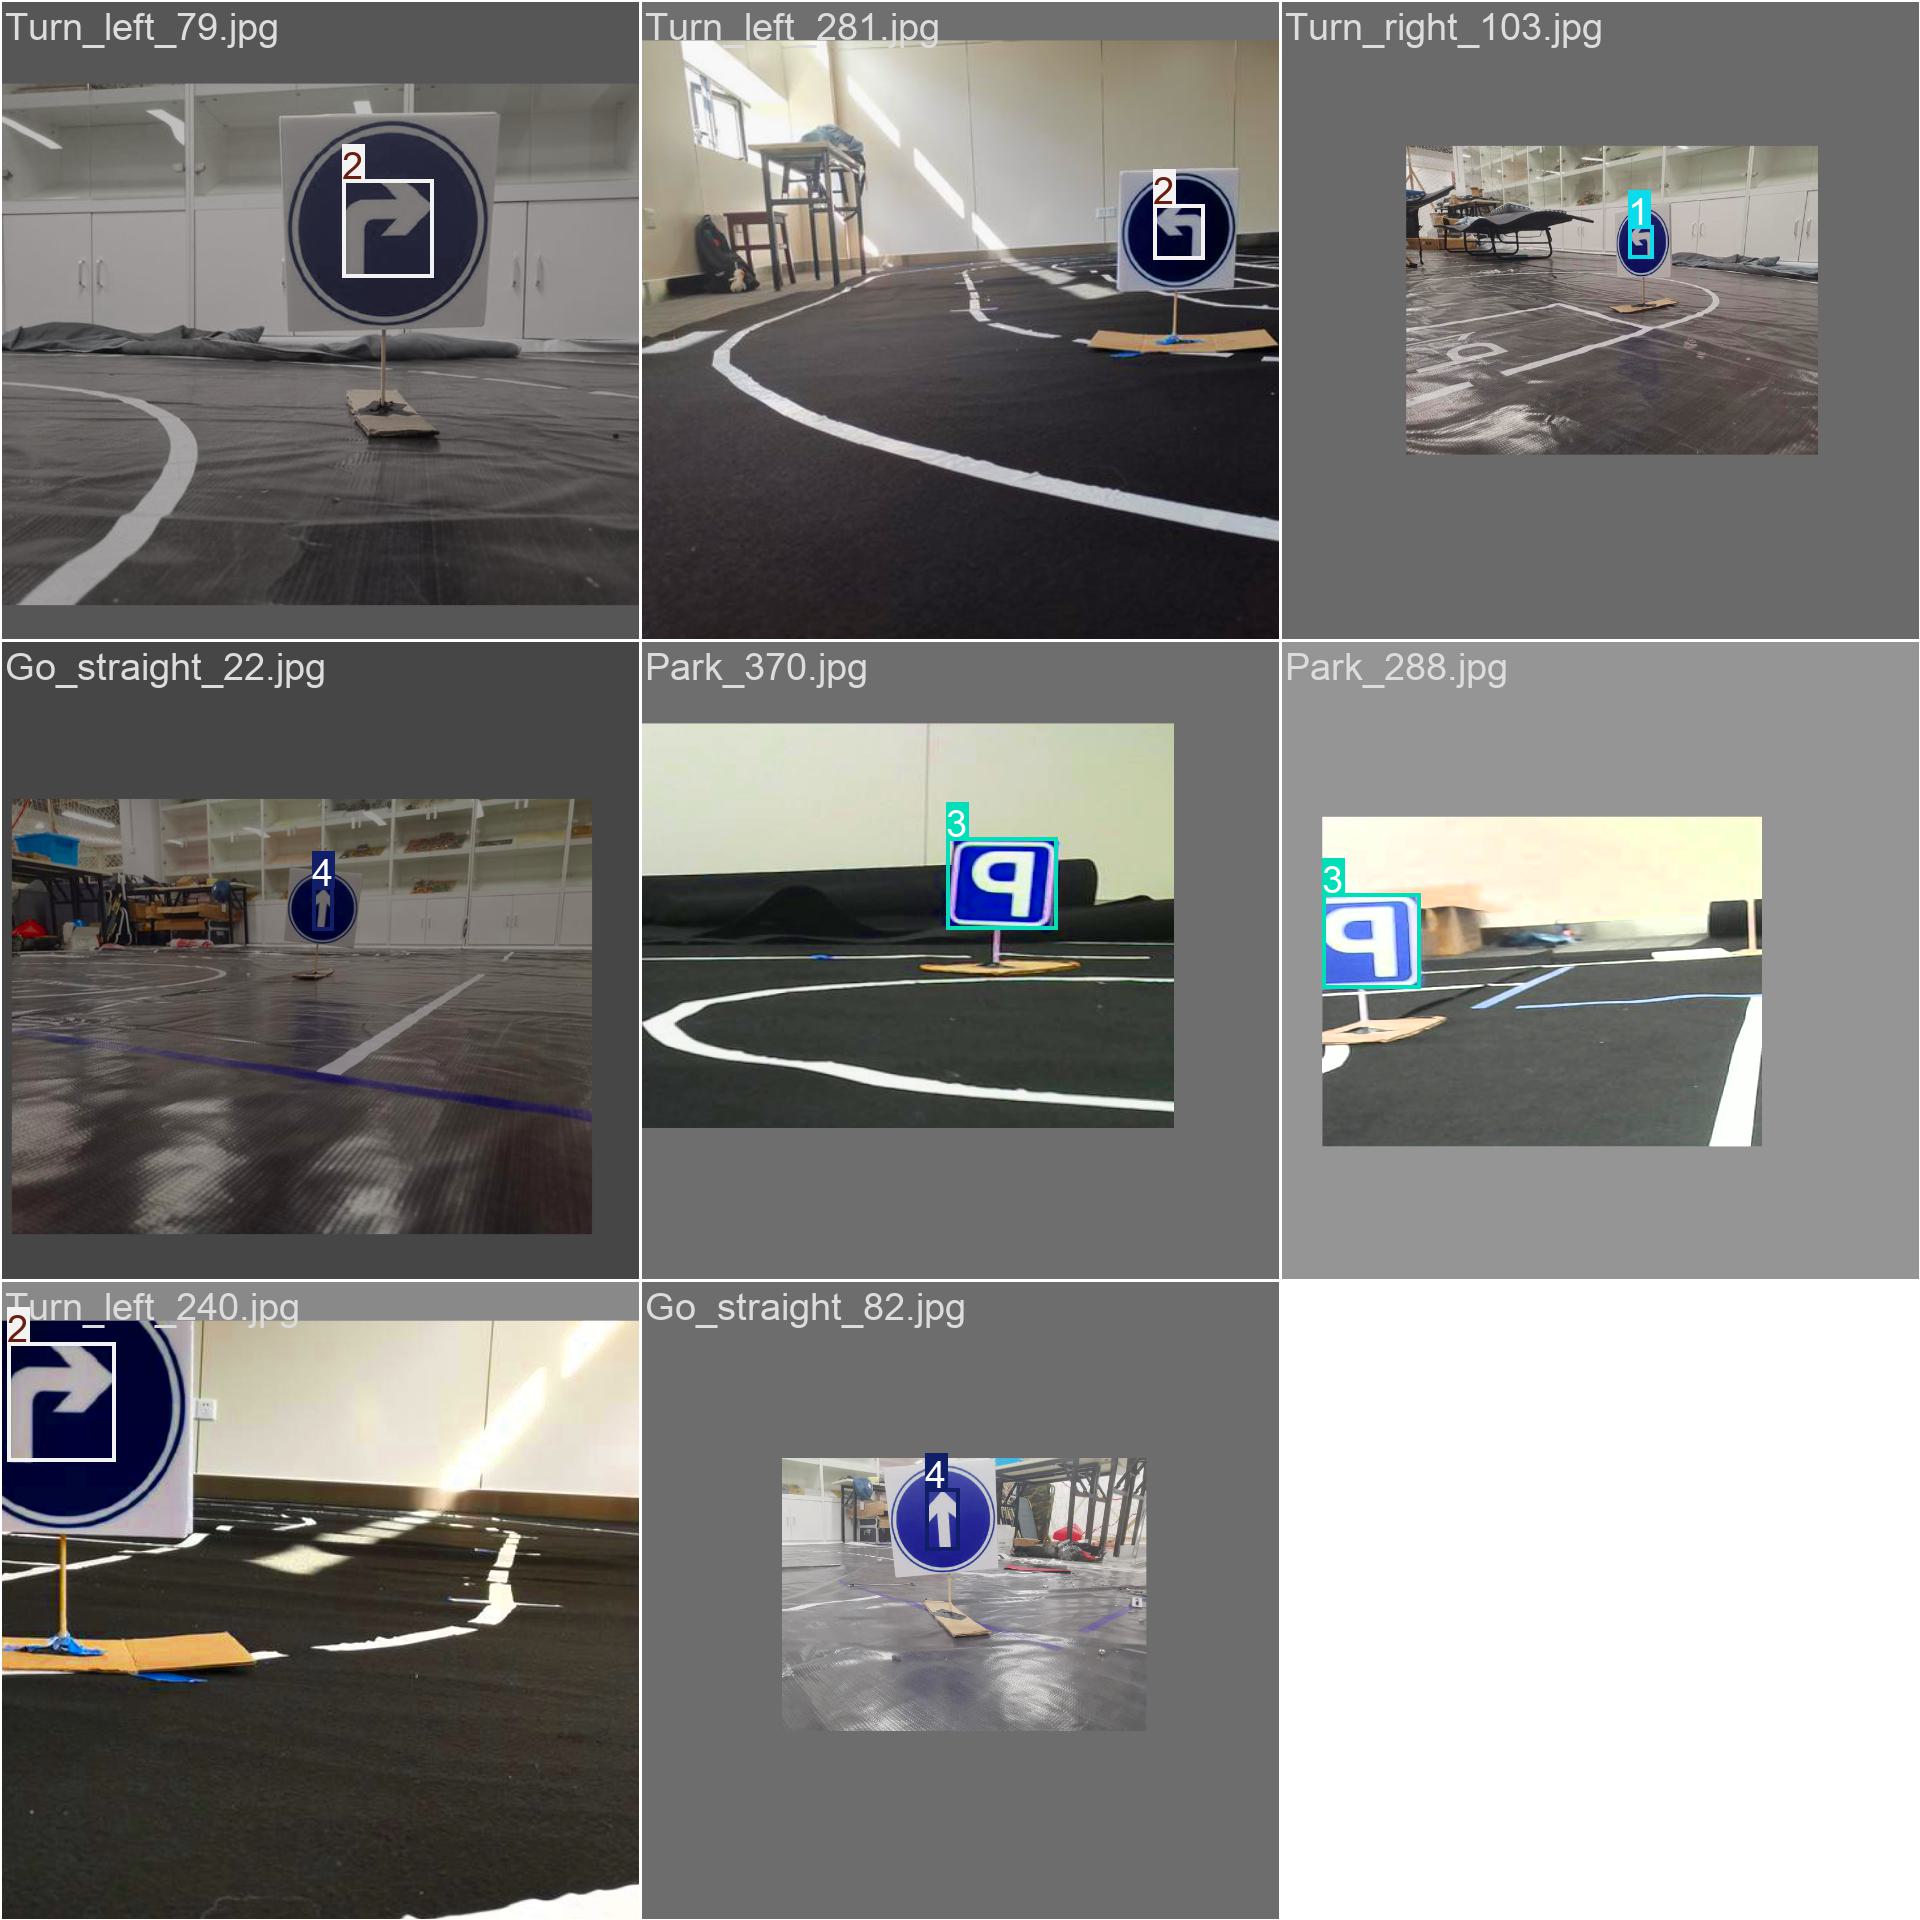 Turn_left_79.jpg
2
Turn_left_281.jpg
2
Turn_right_103.jpg
1
P
Go_straight_22.jpg
4
Park_370.jpg
3
P
Park_288.jpg
3
P
Turn_left_240.jpg
2
Go_straight_82.jpg
4